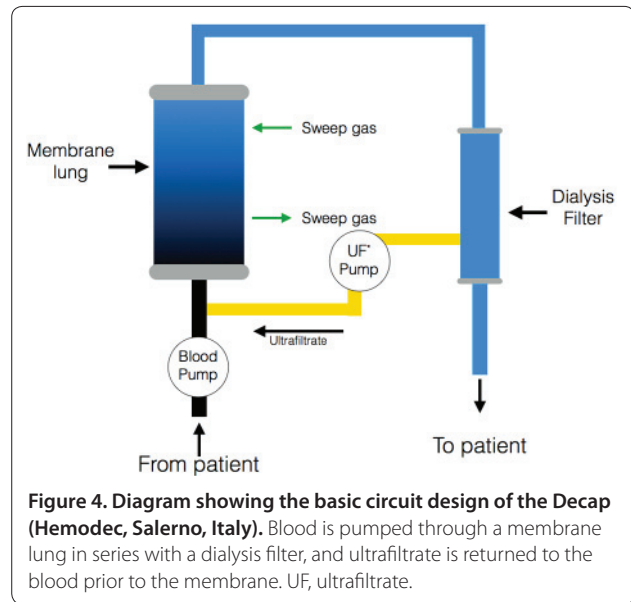 Membrane
lung
Sweep gas
Sweep gas
Dialysis
Filter
UF*
Pump
Ultrafiltrate
Blood
Pump
From patient
To patient
Figure 4. Diagram showing the basic circuit design of the Decap
(Hemodec, Salerno, Italy). Blood is pumped through a membrane
lung in series with a dialysis filter, and ultrafiltrate is returned to the
blood prior to the membrane. UF, ultrafiltrate.